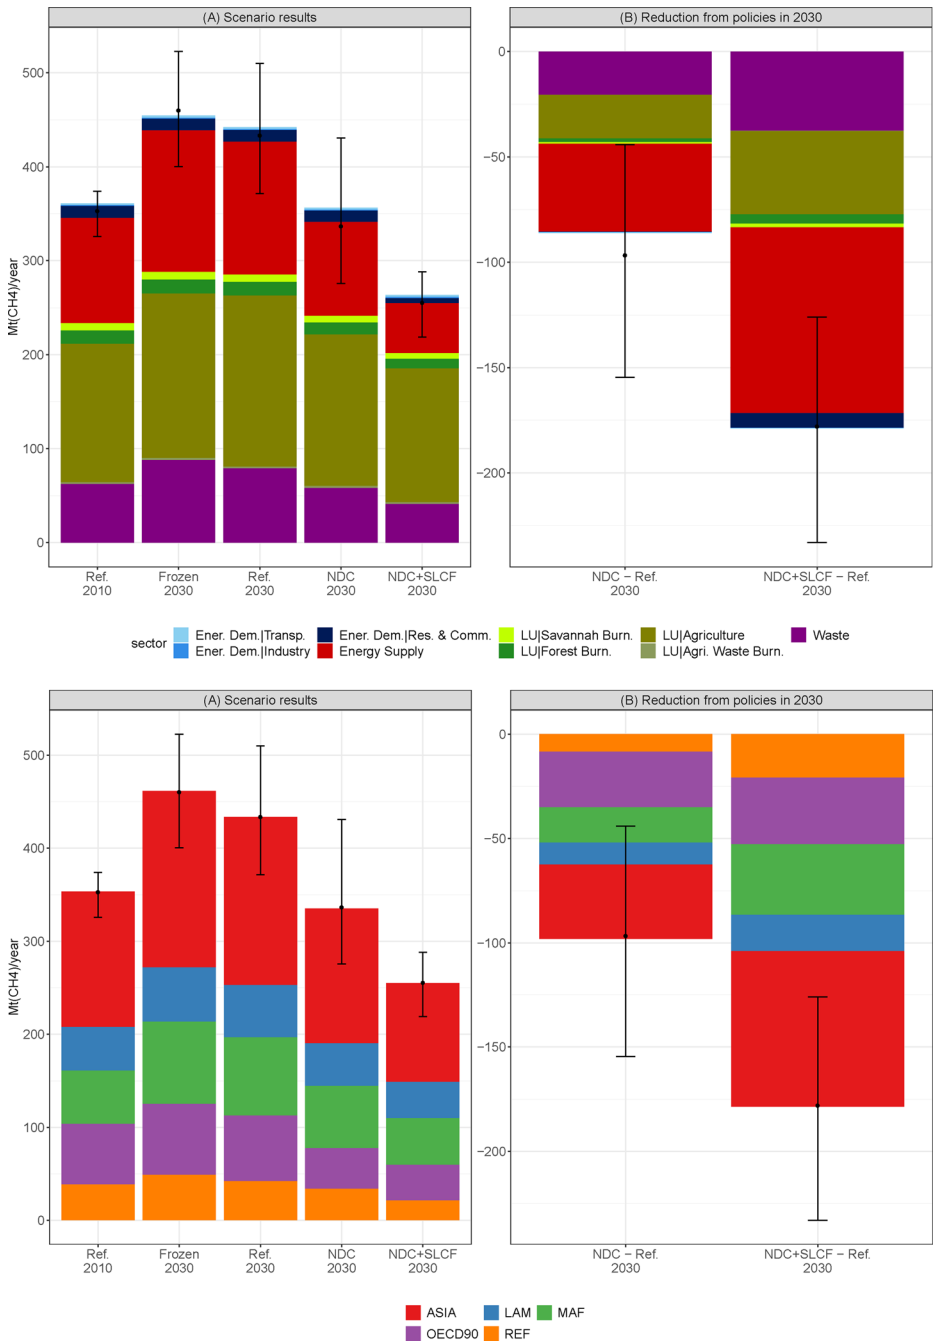 (A) Scenario results
(B) Reduction from policies in 2030
Mt(CH4)/year
500
400
300
200
100
0
0
−50
−100
−150
−200
Ref. 2010
Frozen 2030
Ref. 2030
NDC 2030
NDC+SLCF 2030
NDC − Ref. 2030
NDC+SLCF − Ref. 2030
sector
Ener. Dem.|Transp.
Ener. Dem.|Res. & Comm.
LU|Savannah Burn.
LU|Agriculture
Waste
Ener. Dem.|Industry
Energy Supply
LU|Forest Burn.
LU|Agri. Waste Burn.
(A) Scenario results
(B) Reduction from policies in 2030
Mt(CH4)/year
500
400
300
200
100
0
0
−50
−100
−150
−200
Ref. 2010
Frozen 2030
Ref. 2030
NDC 2030
NDC+SLCF 2030
NDC − Ref. 2030
NDC+SLCF − Ref. 2030
ASIA
LAM
MAF
OECD90
REF